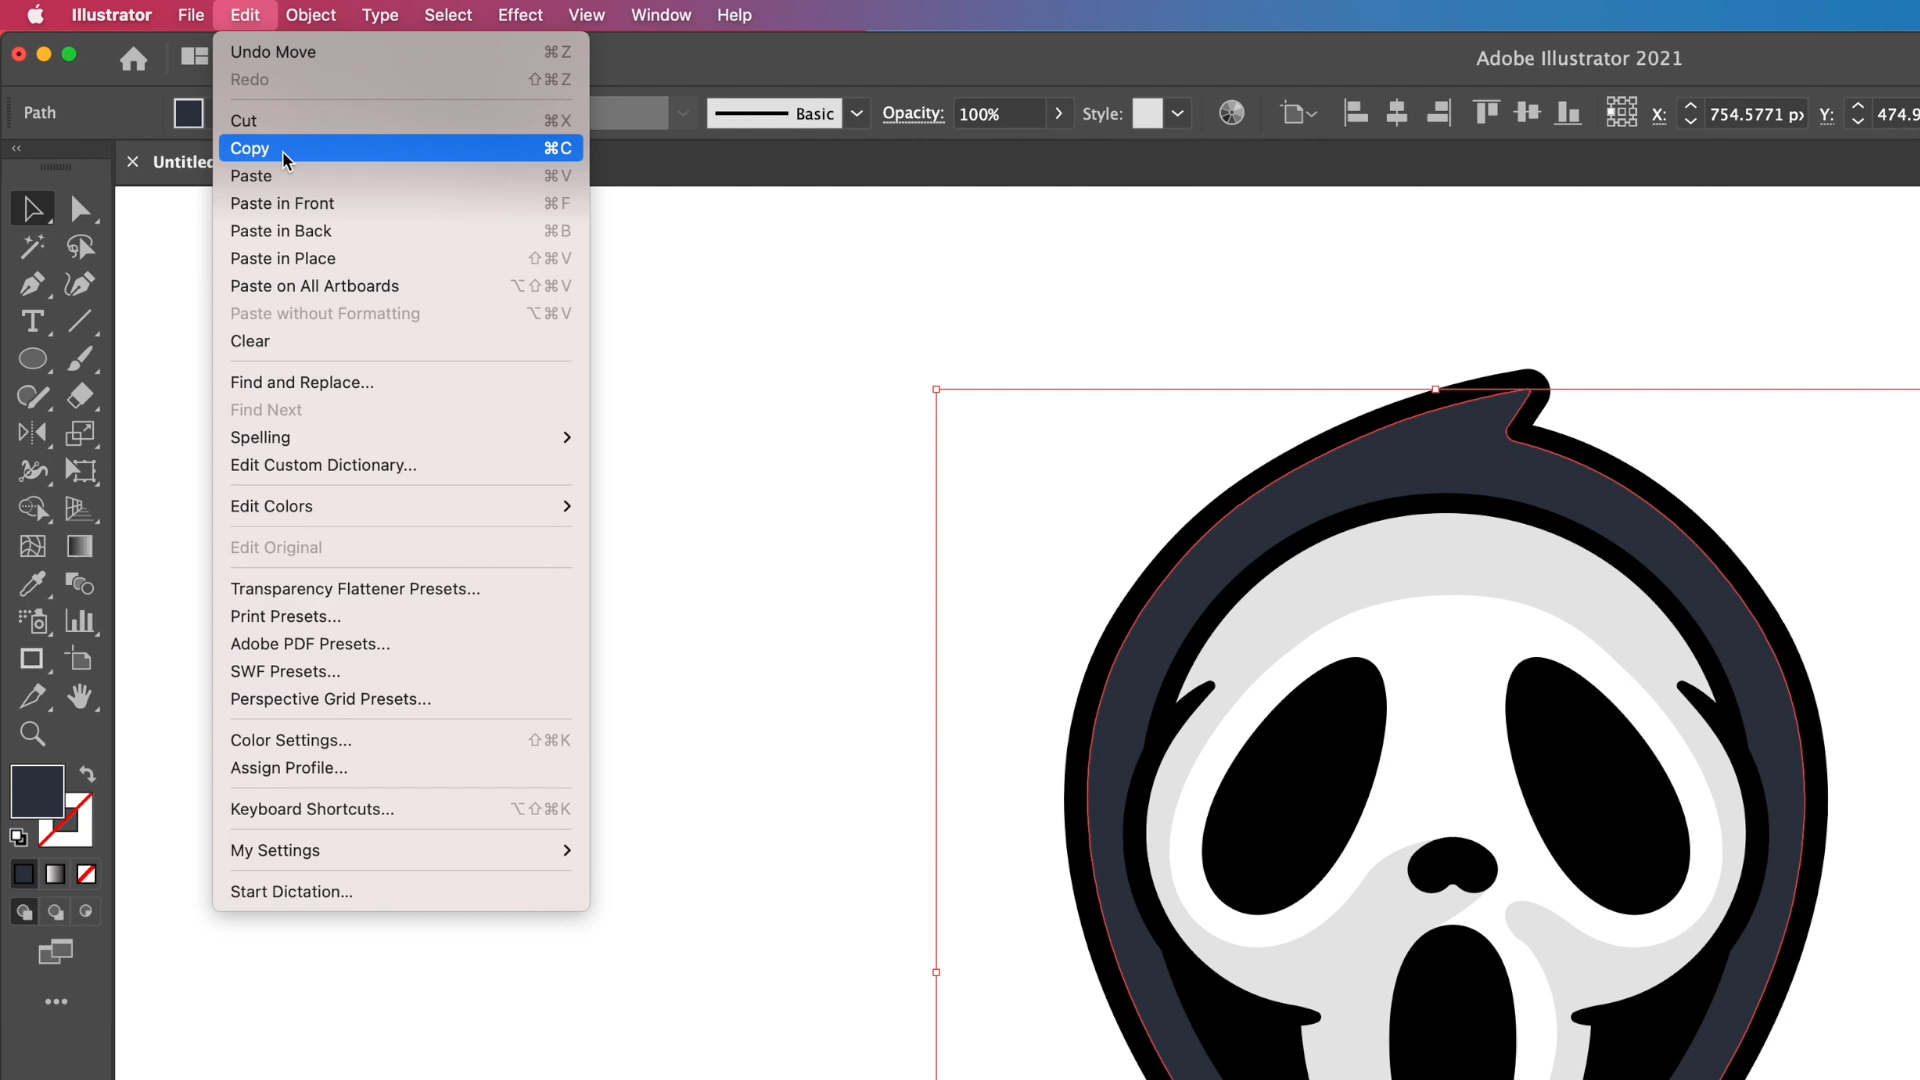 Illustrator File Edit Object Type Select Effect View Window Help
Adobe Illustrator 2021
Path
Basic
Opacity: 100%
Style:
X: 754.5771 p
Y: 474.9
Untitled
Undo Move ⌘Z
Redo ⇧⌘Z
Cut ⌘X
Copy ⌘C
Paste ⌘V
Paste in Front ⌘F
Paste in Back ⌘B
Paste in Place ⇧⌘V
Paste on All Artboards ⌥⇧⌘V
Paste without Formatting ⌥⌘V
Clear
Find and Replace...
Find Next
Spelling
Edit Custom Dictionary...
Edit Colors
Edit Original
Transparency Flattener Presets...
Print Presets...
Adobe PDF Presets...
SWF Presets...
Perspective Grid Presets...
Color Settings... ⇧⌘K
Assign Profile...
Keyboard Shortcuts... ⌥⇧⌘K
My Settings
Start Dictation...